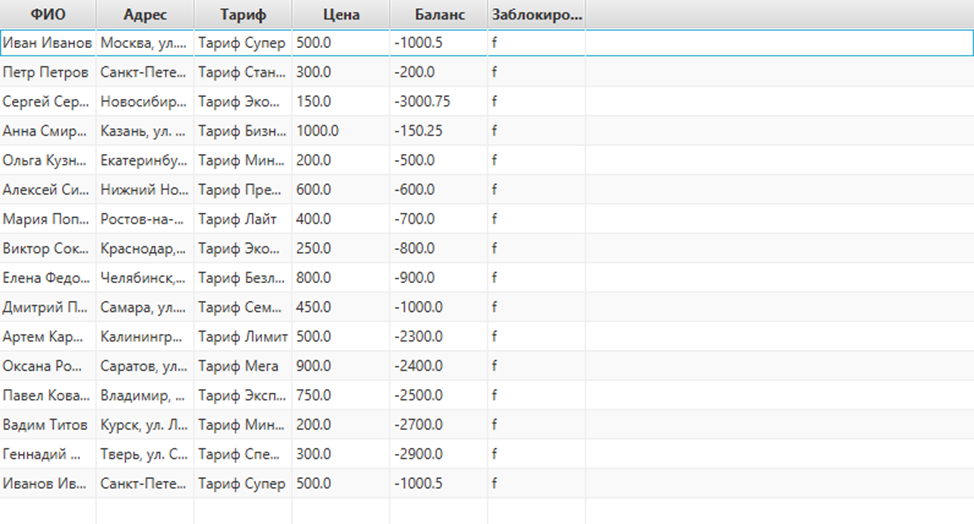 ФИО Адрес Тариф Цена Баланс Заблокиро...
Иван Иванов Москва, ул.... Тариф Супер 500.0 -1000.5 f
Петр Петров Санкт-Пете... Тариф Стан... 300.0 -200.0 f
Сергей Сер... Новосибир... Тариф Эко... 150.0 -3000.75 f
Анна Смир... Казань, ул. ... Тариф Бизн... 1000.0 -150.25 f
Ольга Кузн... Екатеринбу... Тариф Мин... 200.0 -500.0 f
Алексей Си... Нижний Но... Тариф Пре... 600.0 -600.0 f
Мария Поп... Ростов-на-... Тариф Лайт 400.0 -700.0 f
Виктор Сок... Краснодар,... Тариф Эко... 250.0 -800.0 f
Елена Федо... Челябинск,... Тариф Безл... 800.0 -900.0 f
Дмитрий П... Самара, ул.... Тариф Сем... 450.0 -1000.0 f
Артем Кар... Калинингр... Тариф Лимит 500.0 -2300.0 f
Оксана Ро... Саратов, ул... Тариф Мега 900.0 -2400.0 f
Павел Кова... Владимир, ... Тариф Эксп... 750.0 -2500.0 f
Вадим Титов Курск, ул. Л... Тариф Мин... 200.0 -2700.0 f
Геннадий ... Тверь, ул. С... Тариф Спе... 300.0 -2900.0 f
Иванов Ив... Санкт-Пете... Тариф Супер 500.0 -1000.5 f